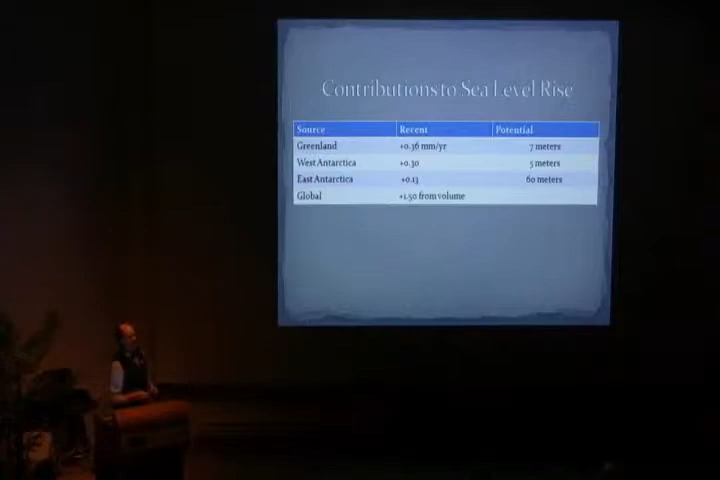 Contributions to Sea Level Rise
Source Recent Potential
Greenland +0.36 mm/yr 7 meters
West Antarctica +0.30 5 meters
East Antarctica +0.13 60 meters
Global +1.50 from volume